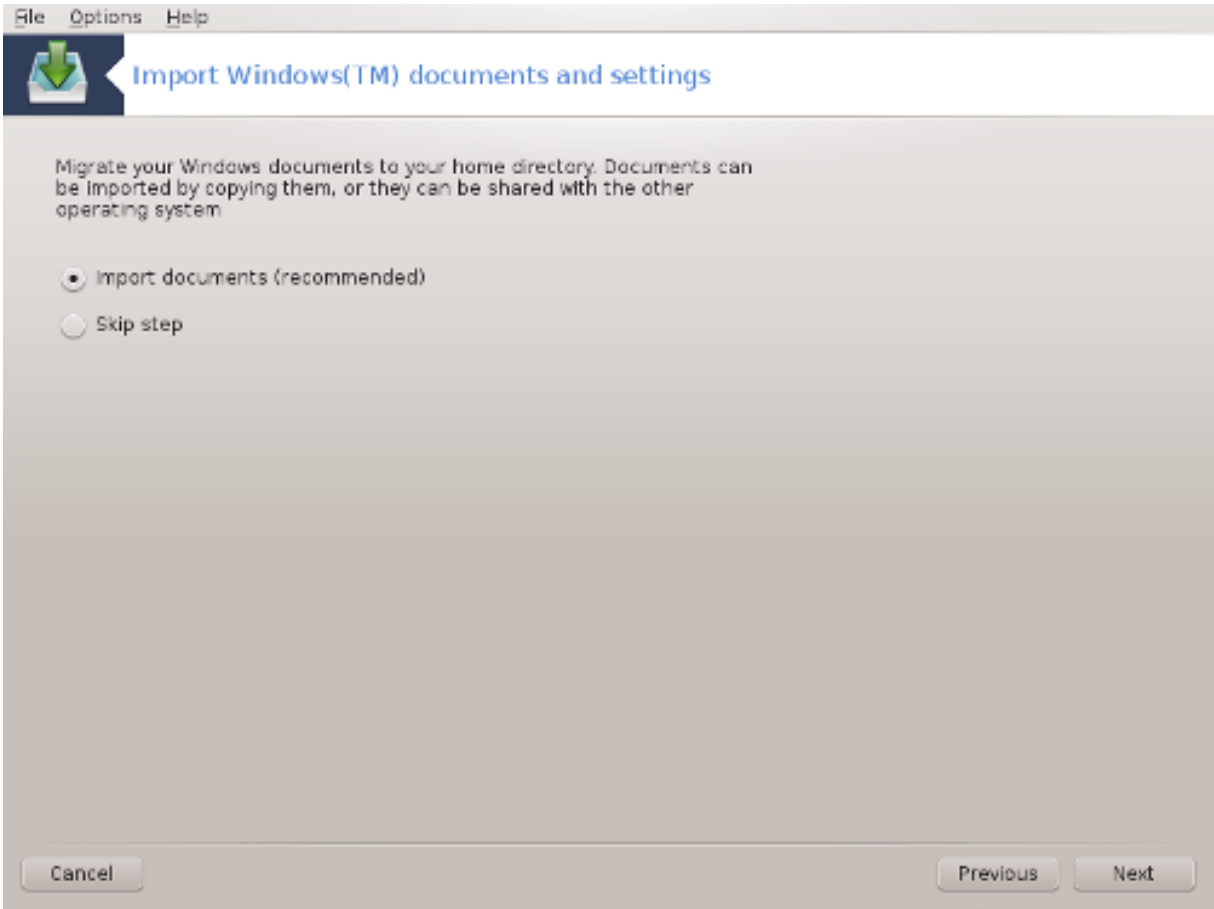 File Options Help
Import Windows(TM) documents and settings
Migrate your Windows documents to your home directory. Documents can
be imported by copying them, or they can be shared with the other
operating system
Import documents (recommended)
Skip step
Cancel Previous Next